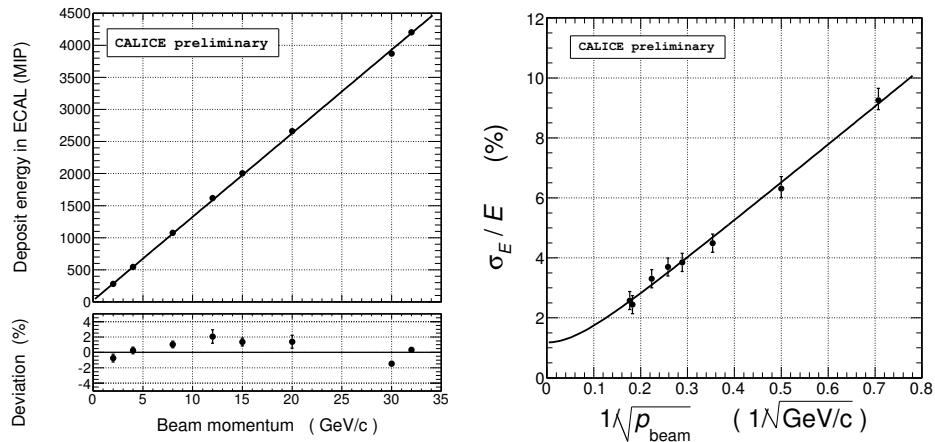 4500
4000
3500
3000
2500
2000
1500
1000
500
0
Deposit energy in ECAL (MIP)
CALICE preliminary
4
2
0
-2
-4
Deviation (%)
0 5 10 15 20 25 30 35
Beam momentum ( GeV/c )
12
10
8
6
4
2
0
σ_E / E (%)
CALICE preliminary
0 0.1 0.2 0.3 0.4 0.5 0.6 0.7 0.8
1/√p_beam ( 1/√GeV/c )